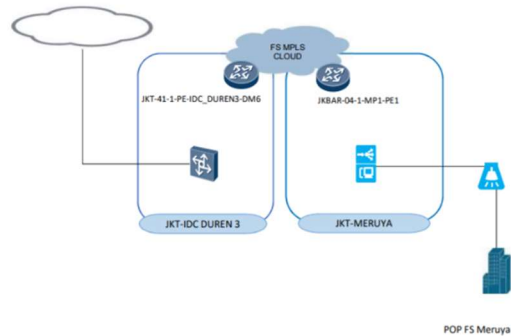 FS MPLS
CLOUD
JKT-41-1-PE-IDC_DUREN3-DM6
JKBAR-04-1-MP1-PE1
JKT-IDC DUREN 3
JKT-MERUYA
POP FS Meruya